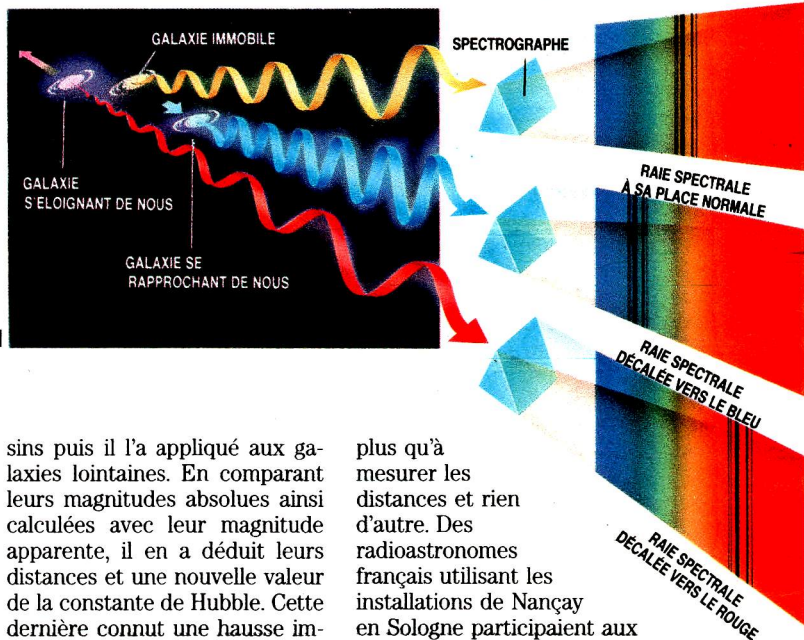 GALAXIE IMMOBILE
SPECTROGRAPHE
GALAXIE
S'ELOIGNANT DE NOUS
GALAXIE SE
RAPPROCHANT DE NOUS
RAIE SPECTRALE
À SA PLACE NORMALE
RAIE SPECTRALE
DÉCALÉE VERS LE BLEU
RAIE SPECTRALE
DÉCALÉE VERS LE ROUGE
sins puis il l'a appliqué aux ga-
laxies lointaines. En comparant
leurs magnitudes absolues ainsi
calculées avec leur magnitude
apparente, il en a déduit leurs
distances et une nouvelle valeur
de la constante de Hubble. Cette
dernière connut une hausse im-
plus qu'à
mesurer les
distances et rien
d'autre. Des
radioastronomes
français utilisant les
installations de Nançay
en Sologne participaient aux